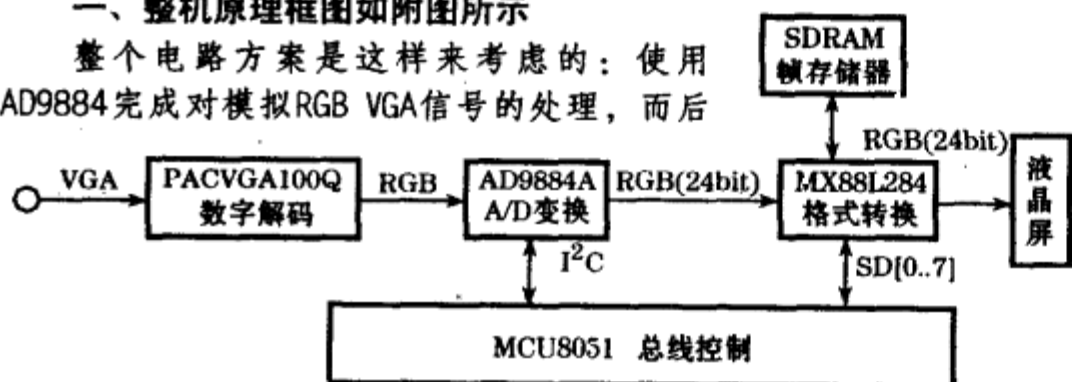 一、整机原理框图如附图所示
整个电路方案是这样来考虑的：使用
AD9884完成对模拟RGB VGA信号的处理，而后
SDRAM
帧存储器
RGB(24bit)
VGA
PACVGA100Q
数字解码
RGB
AD9884A
A/D变换
RGB(24bit)
MX88L284
格式转换
液晶屏
I²C
SD[0..7]
MCU8051 总线控制